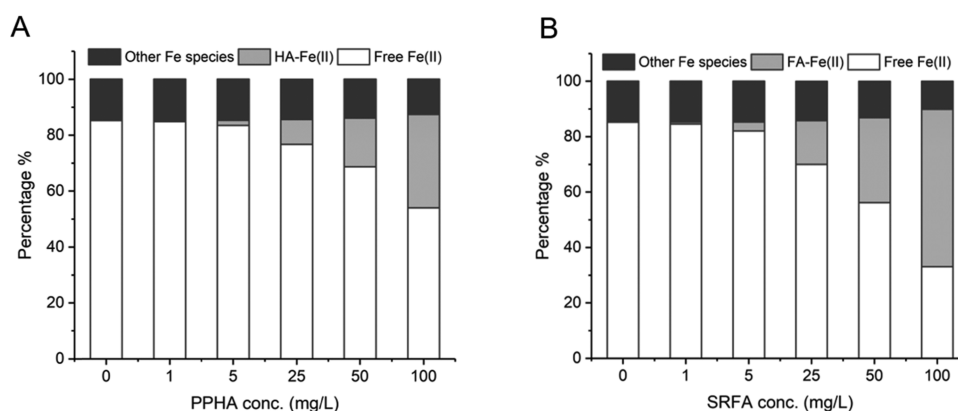 A
Other Fe species HA-Fe(II) Free Fe(II)
100
80
60
40
20
0
Percentage %
0 1 5 25 50 100
PPHA conc. (mg/L)
B
Other Fe species FA-Fe(II) Free Fe(II)
100
80
60
40
20
0
Percentage %
0 1 5 25 50 100
SRFA conc. (mg/L)